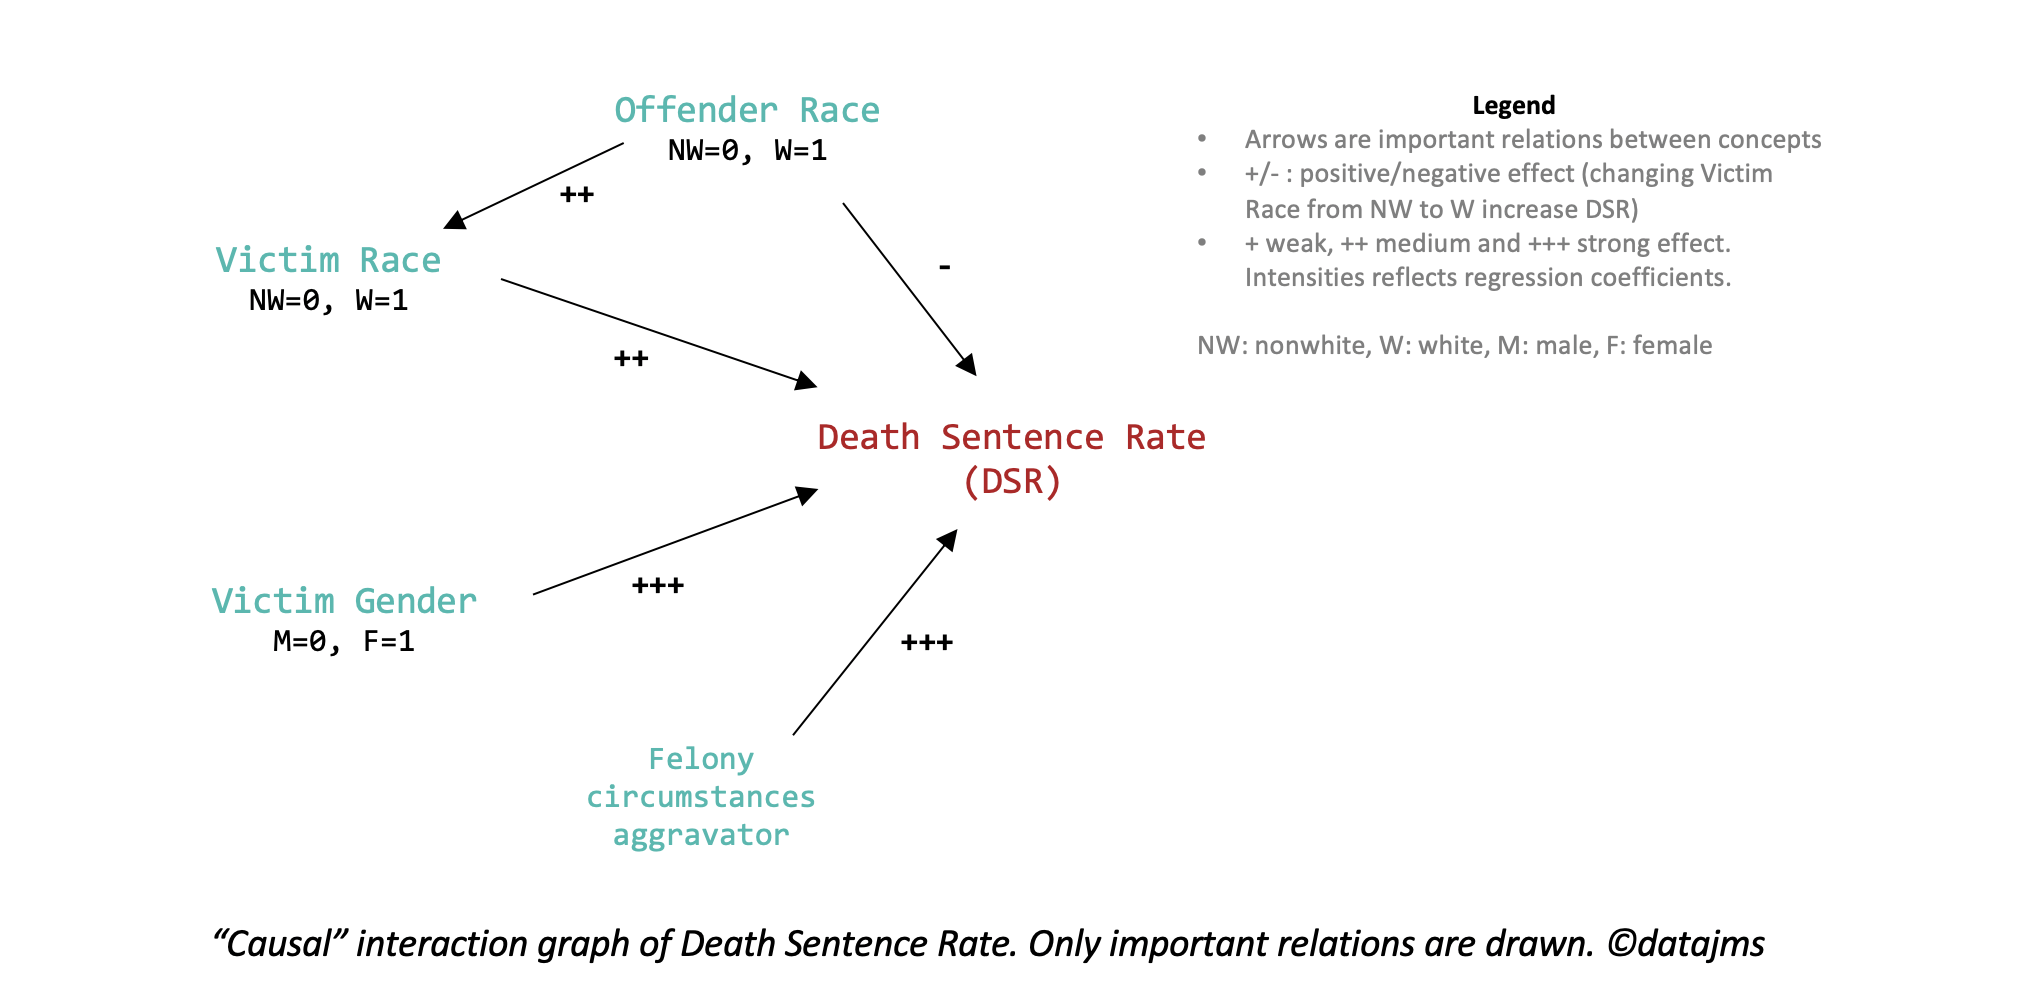 Offender Race
NW=0, W=1
++
Victim Race
NW=0, W=1
-
++
Death Sentence Rate
(DSR)
+++
Victim Gender
M=0, F=1
+++
Felony
circumstances
aggravator
Legend
• Arrows are important relations between concepts
• +/- : positive/negative effect (changing Victim
Race from NW to W increase DSR)
• + weak, ++ medium and +++ strong effect.
Intensities reflects regression coefficients.
NW: nonwhite, W: white, M: male, F: female
“Causal” interaction graph of Death Sentence Rate. Only important relations are drawn. ©datajms